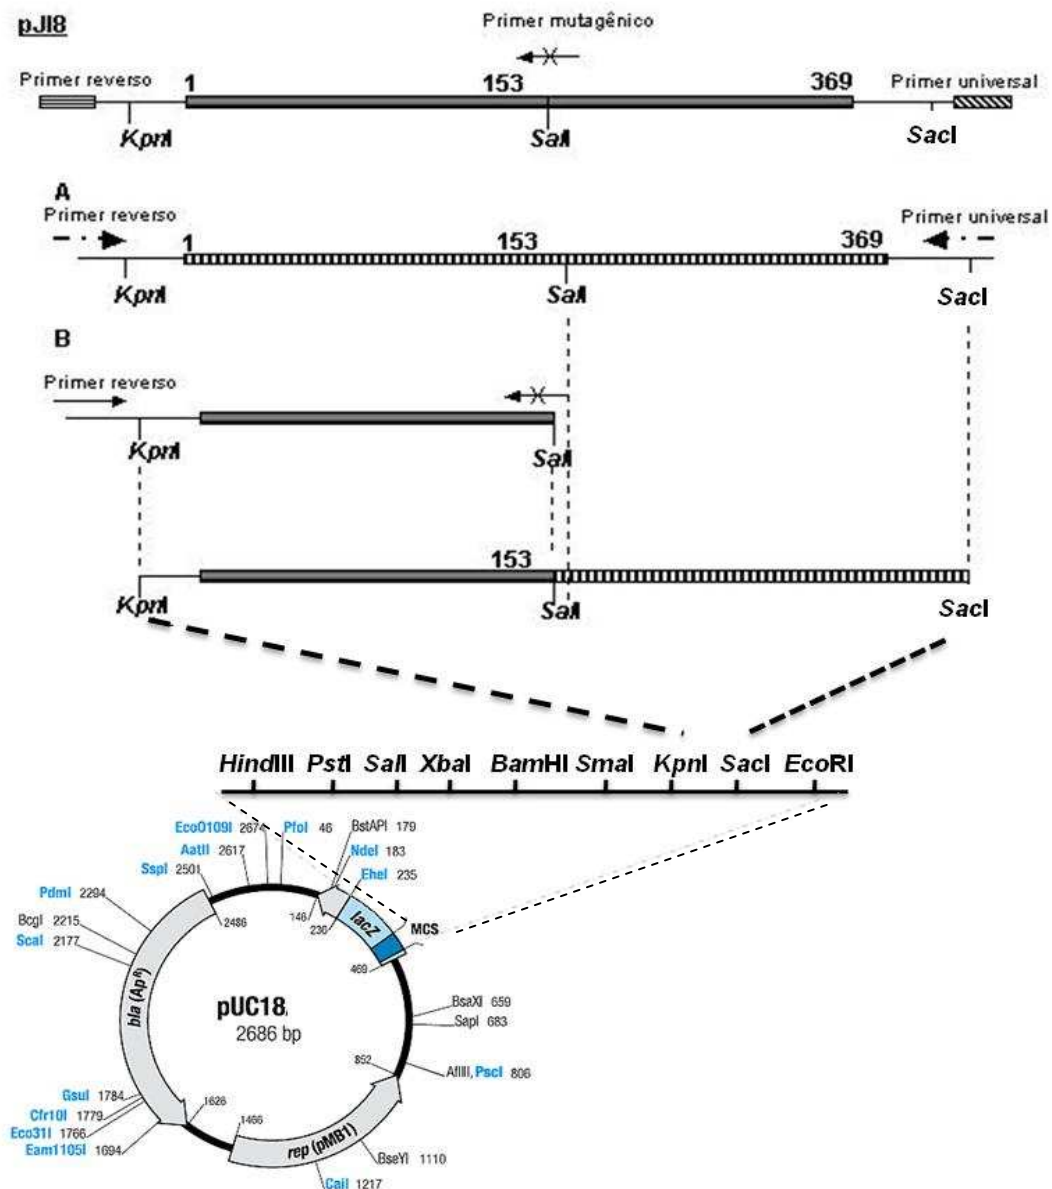 pJI8
Primer mutagênico
Primer reverso
1
153
369
Primer universal
KpnI
SalI
SacI
A
Primer reverso
Primer universal
1
153
369
KpnI
SalI
SacI
B
Primer reverso
KpnI
SalI
153
KpnI
SalI
SacI
HindIII PstI SalI XbaI BamHI SmaI KpnI SacI EcoRI
EcoO109I 2674
PfoI 46
BstAPI 179
AatII 2617
NdeI 183
SspI 2501
EheI 235
PdmI 2294
BcgI 2215
ScaI 2177
2486
146
236
lacZ
MCS
469
bla (ApR)
pUC18
2686 bp
BsaXI 659
SapI 683
852
AflIII, PscI 806
GsuI 1784
Cfr10I 1779
Eco31I 1766
Eam1105I 1694
1626
1466
rep (pMB1)
BseYI 1110
CaiI 1217